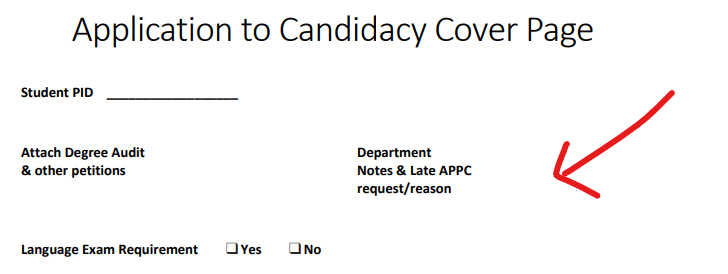 Application to Candidacy Cover Page
Student PID __________________
Attach Degree Audit
& other petitions
Department
Notes & Late APPC
request/reason
Language Exam Requirement ❑ Yes ❑ No